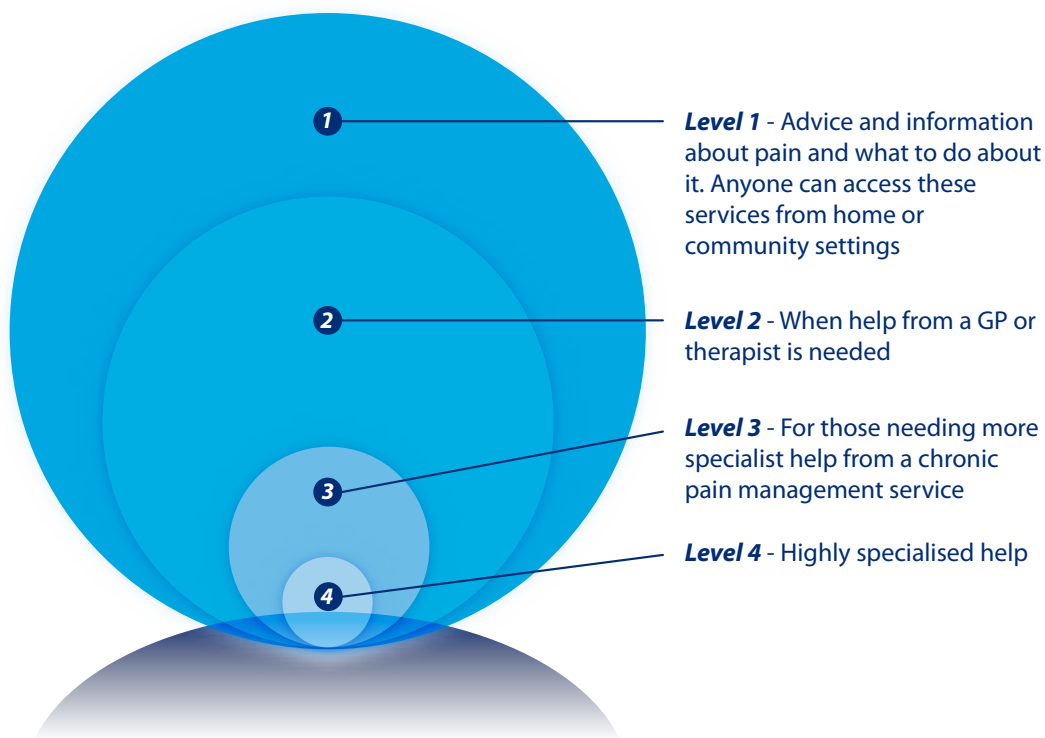 1
Level 1 - Advice and information
about pain and what to do about
it. Anyone can access these
services from home or
community settings
2
Level 2 - When help from a GP or
therapist is needed
3
Level 3 - For those needing more
specialist help from a chronic
pain management service
4
Level 4 - Highly specialised help